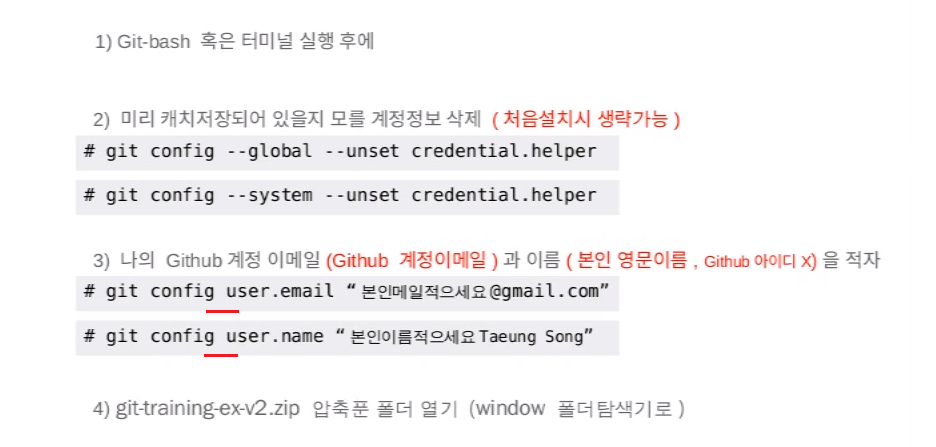 1) Git-bash 혹은 터미널 실행 후에
2) 미리 캐치저장되어 있을지 모를 계정정보 삭제 ( 처음설치시 생략가능 )
# git config --global --unset credential.helper
# git config --system --unset credential.helper
3) 나의 Github 계정 이메일 (Github 계정이메일 ) 과 이름 ( 본인 영문이름 , Github 아이디 X) 을 적자
# git config user.email “ 본인메일적으세요 @gmail.com”
# git config user.name “ 본인이름적으세요 Taeung Song”
4) git-training-ex-v2.zip 압축푼 폴더 열기 (window 폴더탐색기로 )